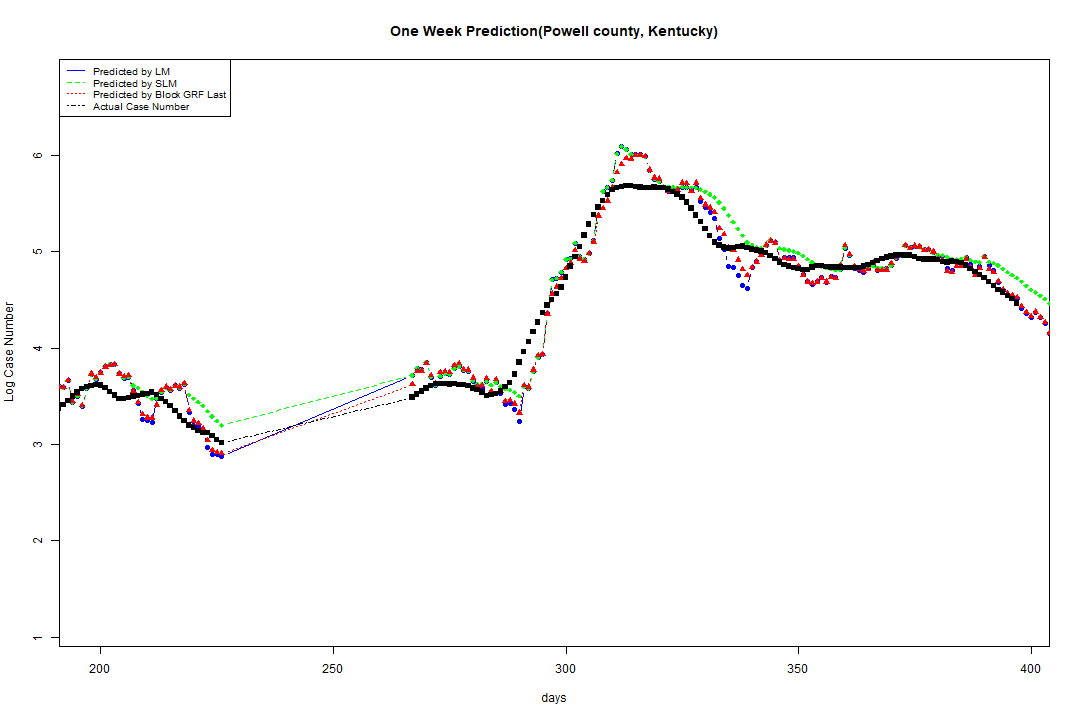 One Week Prediction(Powell county, Kentucky)
Predicted by LM
Predicted by SLM
Predicted by Block GRF Last
Actual Case Number
Log Case Number
6
5
4
3
2
1
200 250 300 350 400
days